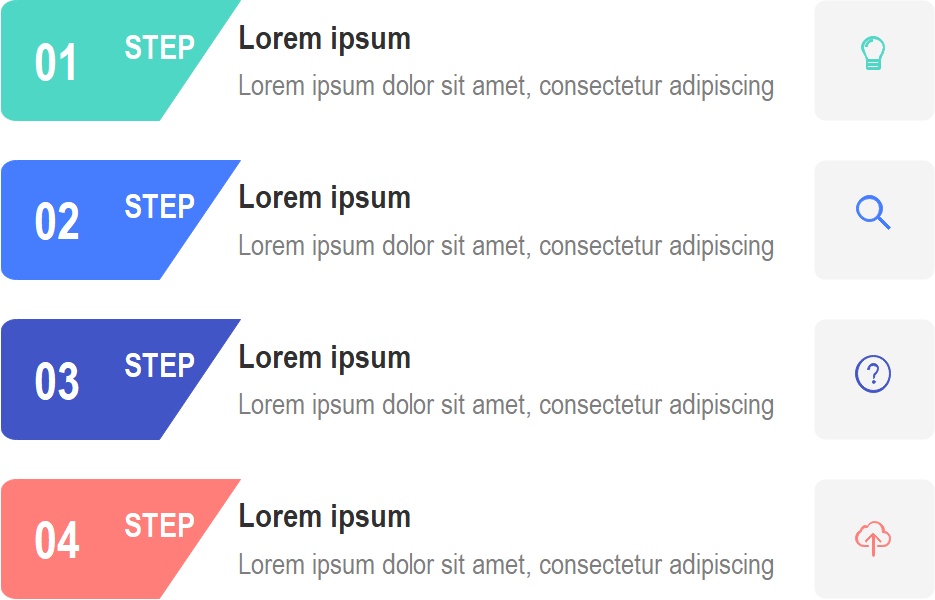 01 STEP
Lorem ipsum
Lorem ipsum dolor sit amet, consectetur adipiscing
02 STEP
Lorem ipsum
Lorem ipsum dolor sit amet, consectetur adipiscing
03 STEP
Lorem ipsum
Lorem ipsum dolor sit amet, consectetur adipiscing
04 STEP
Lorem ipsum
Lorem ipsum dolor sit amet, consectetur adipiscing